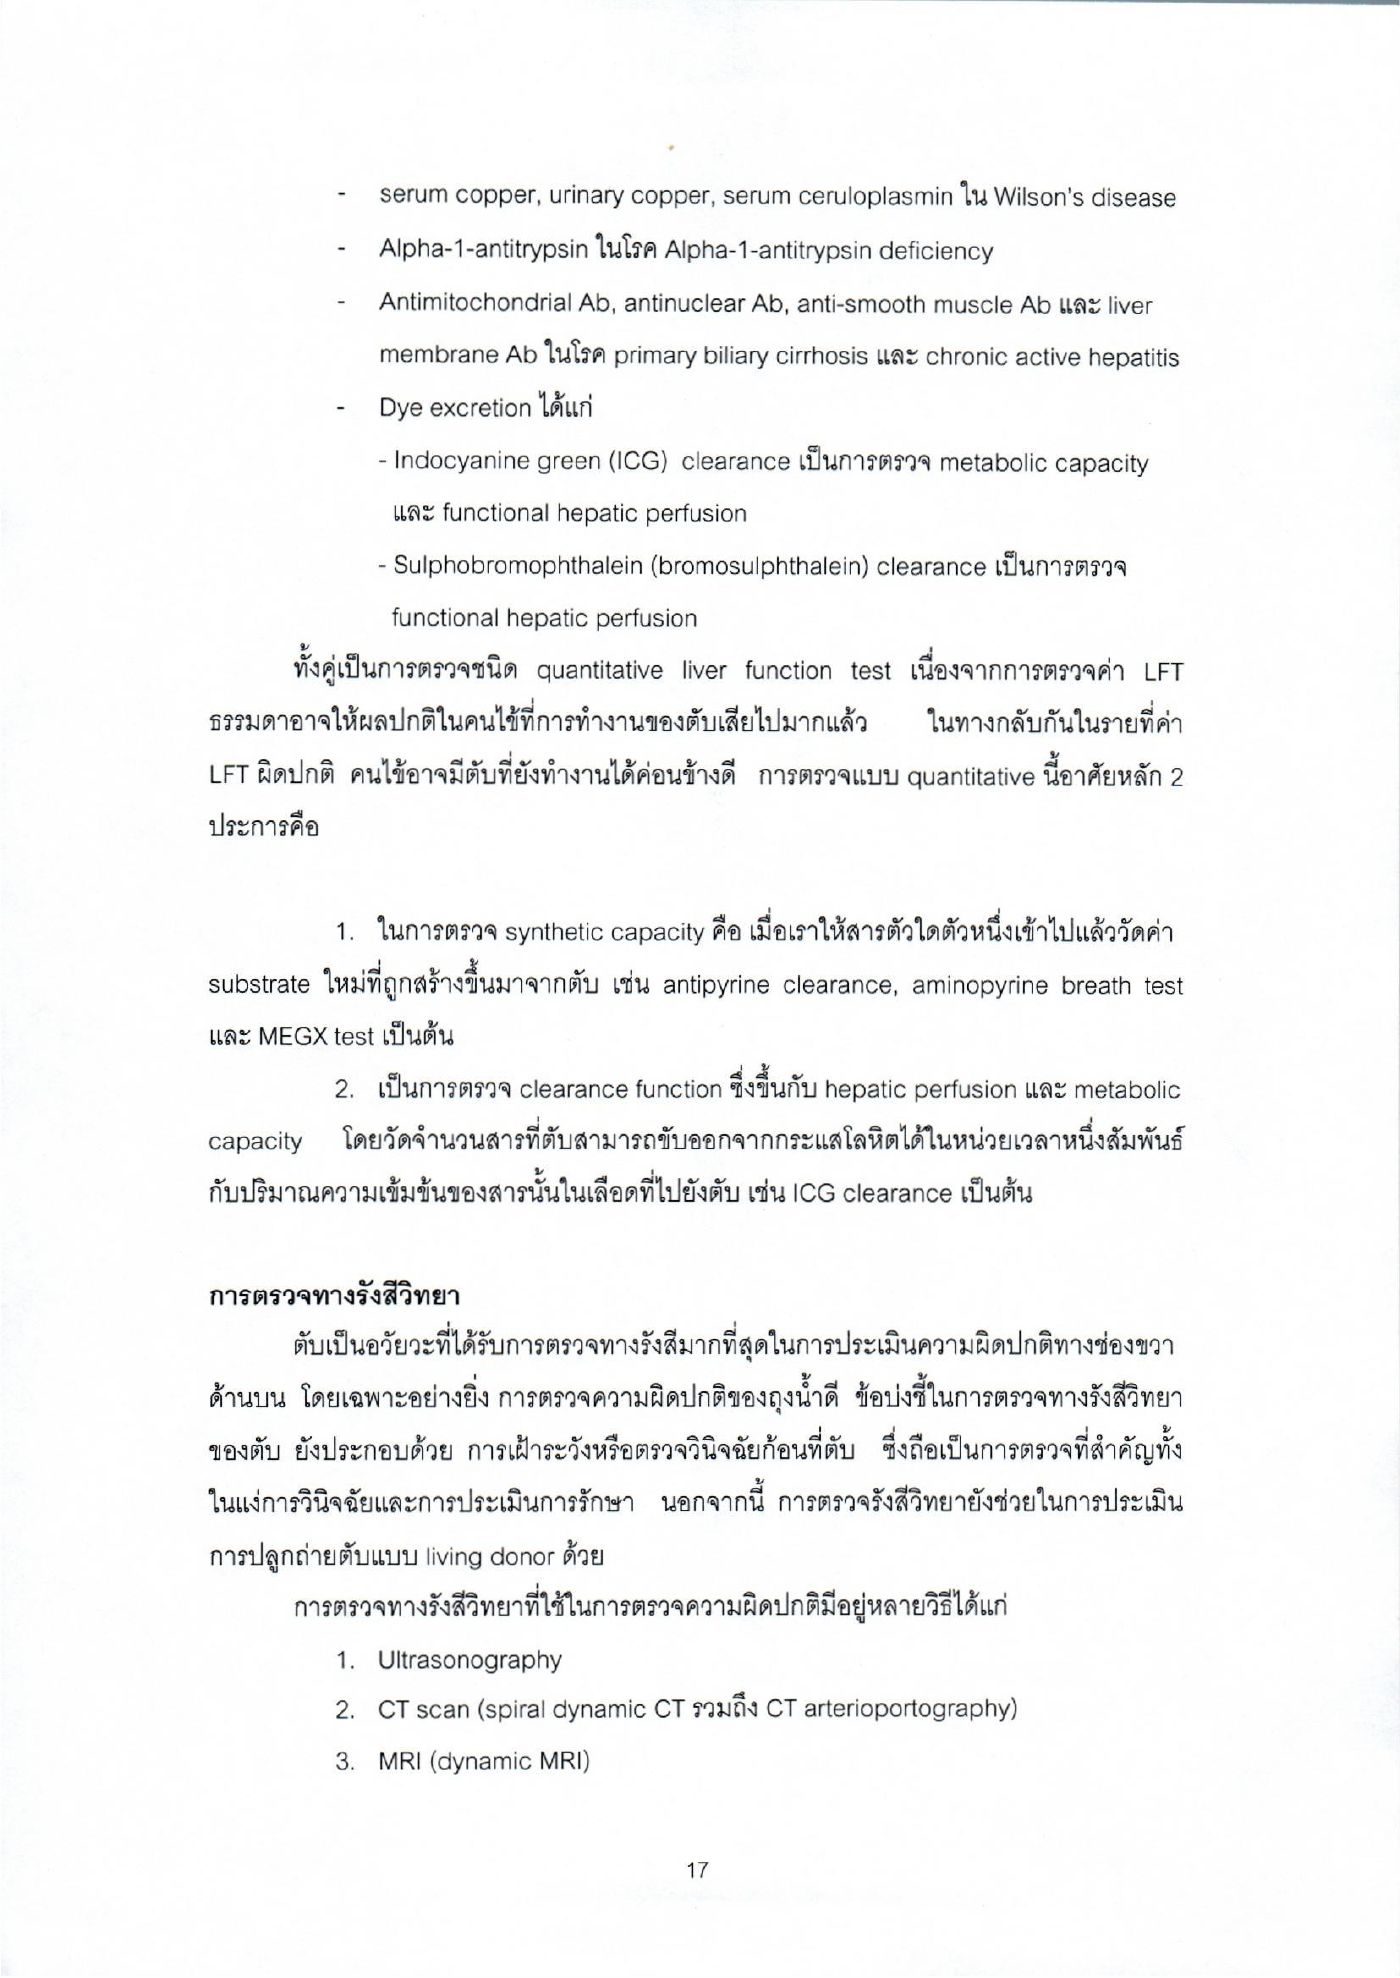 - serum copper, urinary copper, serum ceruloplasmin ใน Wilson's disease
- Alpha-1-antitrypsin ในโรค Alpha-1-antitrypsin deficiency
- Antimitochondrial Ab, antinuclear Ab, anti-smooth muscle Ab และ liver
membrane Ab ในโรค primary biliary cirrhosis และ chronic active hepatitis
- Dye excretion ได้แก่
- Indocyanine green (ICG) clearance เป็นการตรวจ metabolic capacity
และ functional hepatic perfusion
- Sulphobromophthalein (bromosulphthalein) clearance เป็นการตรวจ
functional hepatic perfusion
ทั้งคู่เป็นการตรวจชนิด quantitative liver function test เนื่องจากการตรวจค่า LFT
ธรรมดาอาจให้ผลปกติในคนไข้ที่การทำงานของตับเสียไปมากแล้ว ในทางกลับกันในรายที่ค่า
LFT ผิดปกติ คนไข้อาจมีตับที่ยังทำงานได้ค่อนข้างดี การตรวจแบบ quantitative นี้อาศัยหลัก 2
ประการคือ
1. ในการตรวจ synthetic capacity คือ เมื่อเราให้สารตัวใดตัวหนึ่งเข้าไปแล้ววัดค่า
substrate ใหม่ที่ถูกสร้างขึ้นมาจากตับ เช่น antipyrine clearance, aminopyrine breath test
และ MEGX test เป็นต้น
2. เป็นการตรวจ clearance function ซึ่งขึ้นกับ hepatic perfusion และ metabolic
capacity โดยวัดจำนวนสารที่ตับสามารถขับออกจากกระแสโลหิตได้ในหน่วยเวลาหนึ่งสัมพันธ์
กับปริมาณความเข้มข้นของสารนั้นในเลือดที่ไปยังตับ เช่น ICG clearance เป็นต้น
การตรวจทางรังสีวิทยา
ตับเป็นอวัยวะที่ได้รับการตรวจทางรังสีมากที่สุดในการประเมินความผิดปกติทางช่องขวา
ด้านบน โดยเฉพาะอย่างยิ่ง การตรวจความผิดปกติของถุงน้ำดี ข้อบ่งชี้ในการตรวจทางรังสีวิทยา
ของตับ ยังประกอบด้วย การเฝ้าระวังหรือตรวจวินิจฉัยก้อนที่ตับ ซึ่งถือเป็นการตรวจที่สำคัญทั้ง
ในแง่การวินิจฉัยและการประเมินการรักษา นอกจากนี้ การตรวจรังสีวิทยายังช่วยในการประเมิน
การปลูกถ่ายตับแบบ living donor ด้วย
การตรวจทางรังสีวิทยาที่ใช้ในการตรวจความผิดปกติมีอยู่หลายวิธีได้แก่
1. Ultrasonography
2. CT scan (spiral dynamic CT รวมถึง CT arterioportography)
3. MRI (dynamic MRI)
17